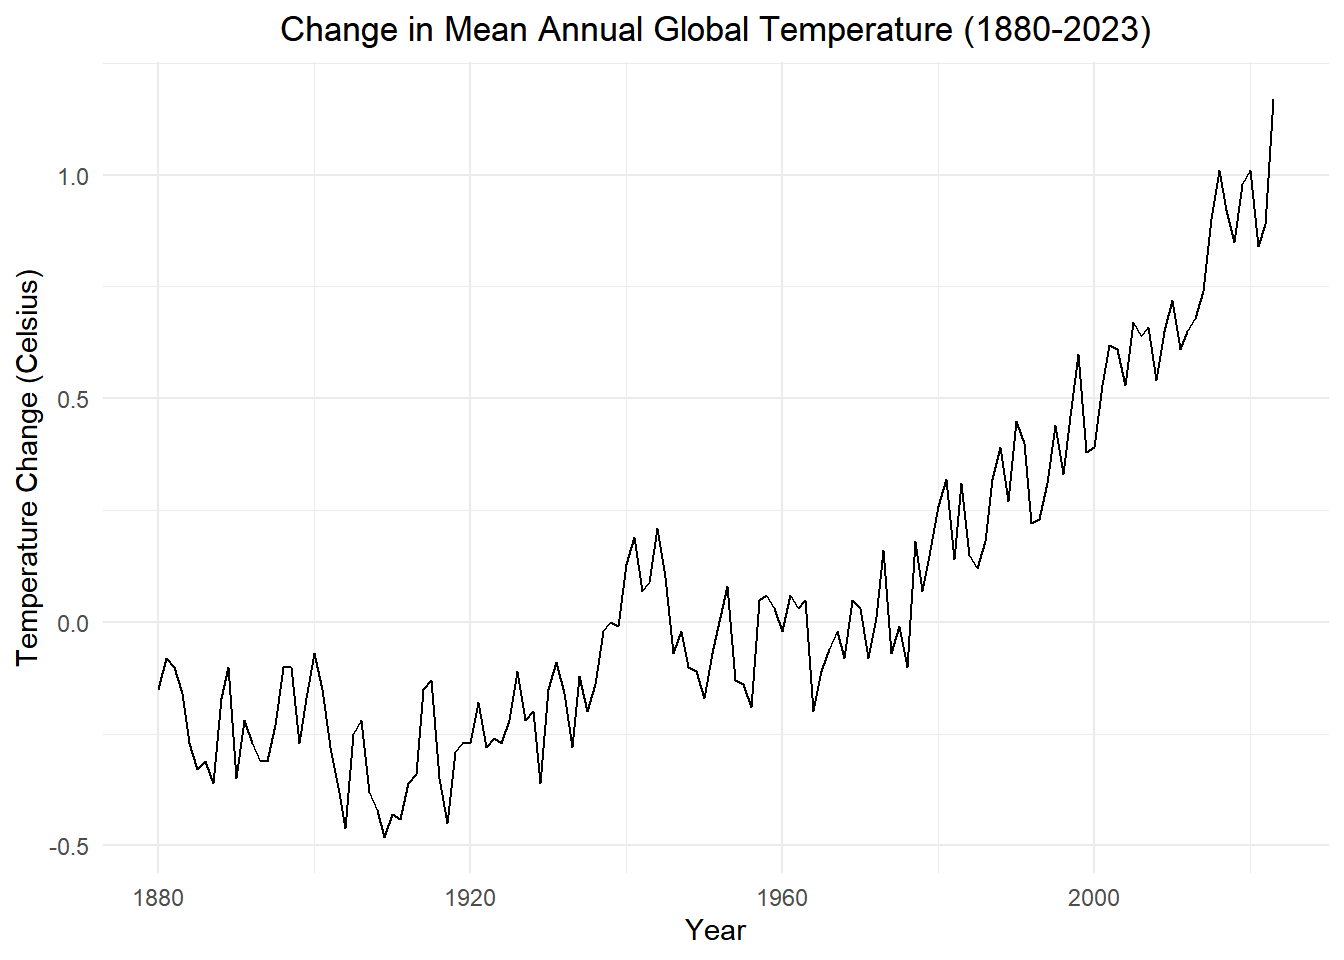 Change in Mean Annual Global Temperature (1880-2023)
Temperature Change (Celsius)
1.0
0.5
0.0
-0.5
1880 1920 1960 2000
Year